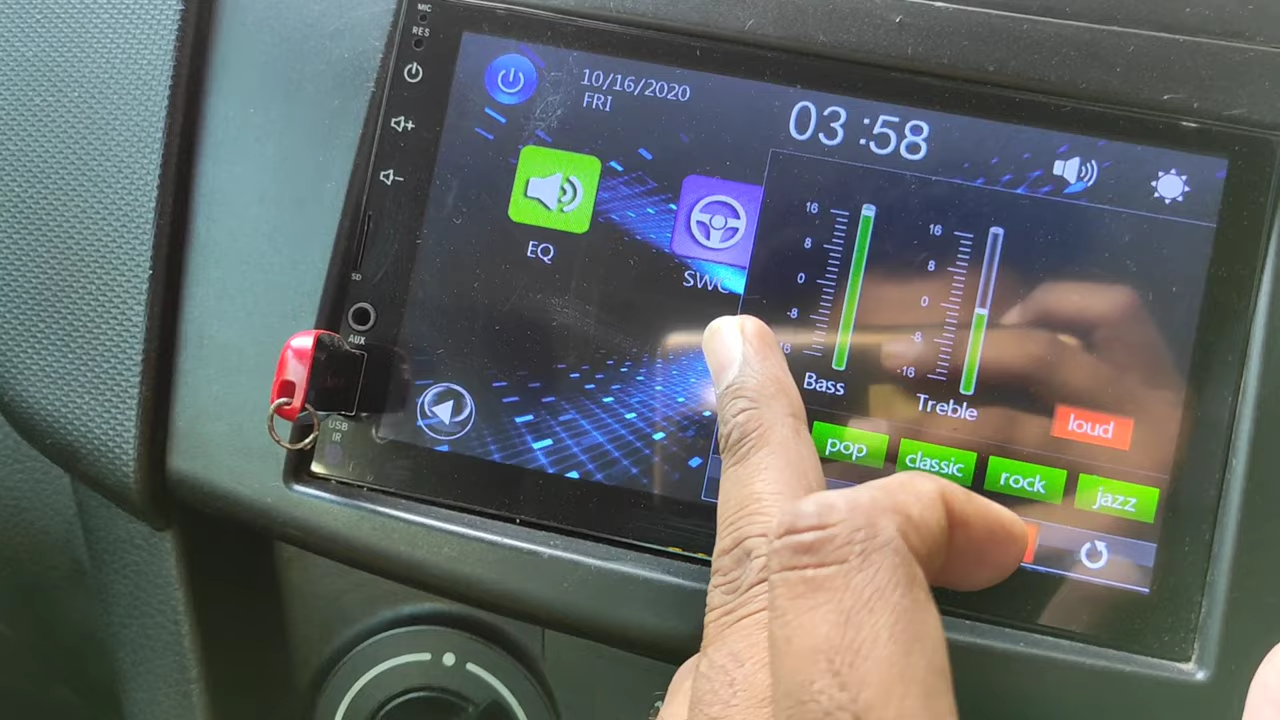 MIC
RES
10/16/2020
FRI
03:58
EQ
SWC
16
8
0
-8
Bass
16
8
0
-8
-16
Treble
SD
AUX
USB
IR
loud
pop
classic
rock
jazz